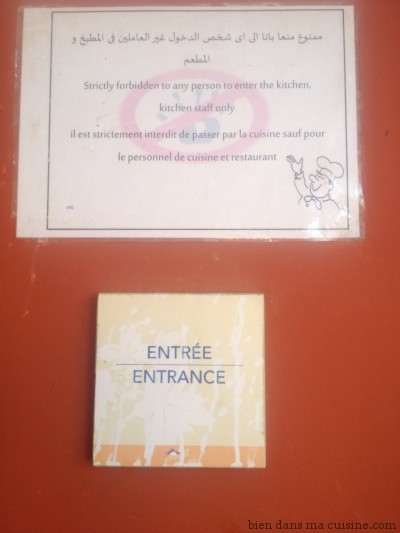 ممنوع منعا باتا الى اى شخص الدخول غير العاملين فى المطبخ و
المطعم
Strictly forbidden to any person to enter the kitchen,
kitchen staff only
il est strictement interdit de passer par la cuisine sauf pour
le personnel de cuisine et restaurant
ENTRÉE
ENTRANCE
bien dans ma cuisine.com